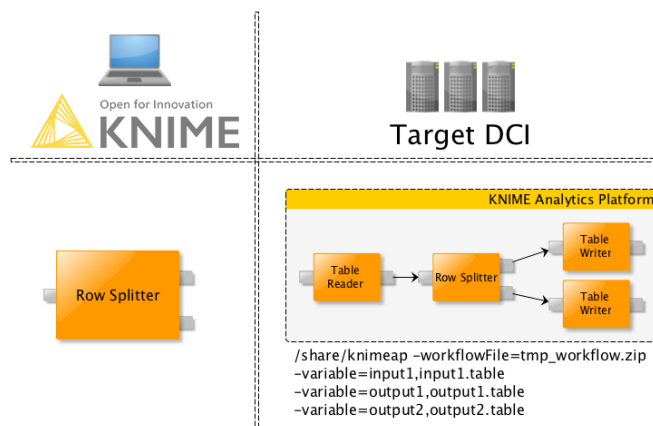 Open for Innovation
KNIME
Target DCI
Row Splitter
KNIME Analytics Platform
Table
Reader
Row Splitter
Table
Writer
Table
Writer
/share/knimeap -workflowFile=tmp_workflow.zip
-variable=input1,input1.table
-variable=output1,output1.table
-variable=output2,output2.table